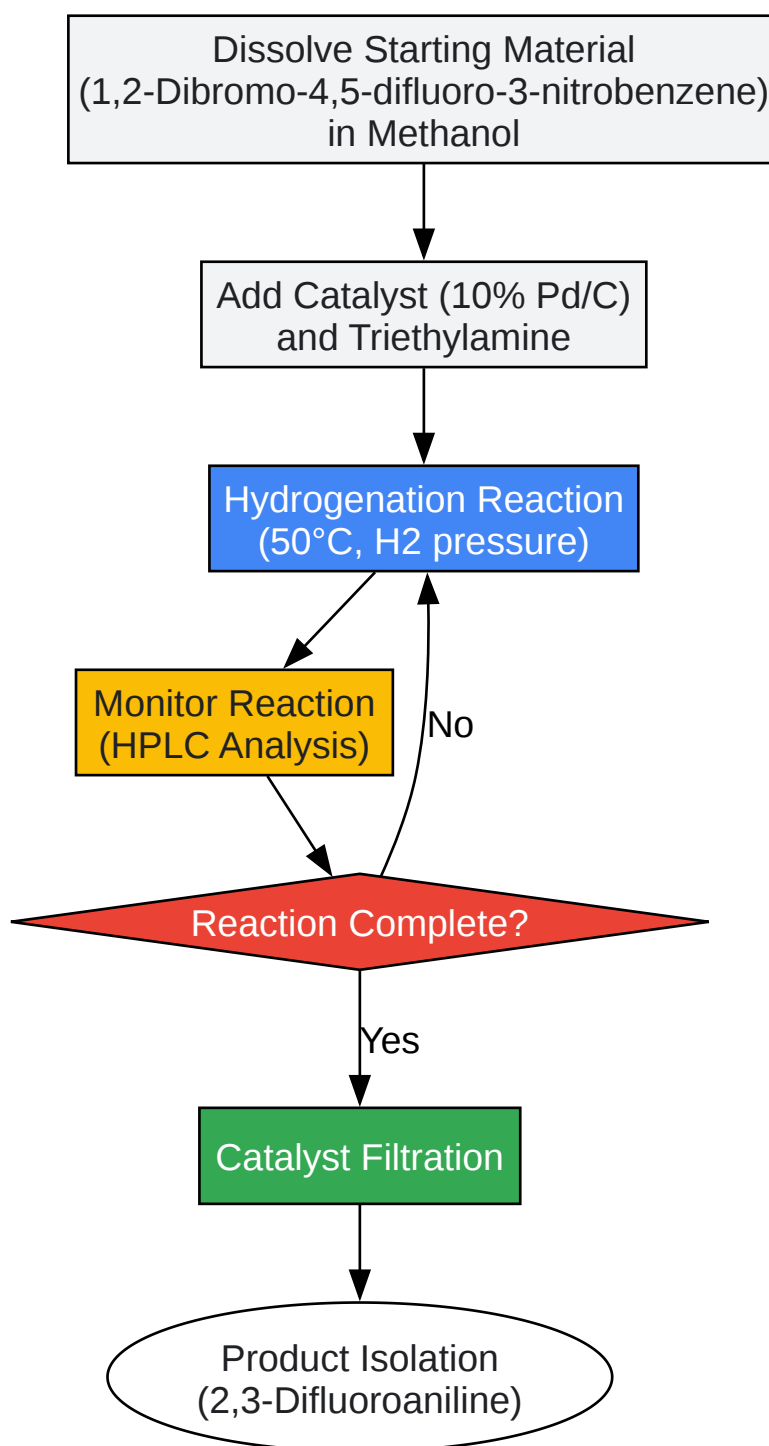 Dissolve Starting Material
(1,2-Dibromo-4,5-difluoro-3-nitrobenzene)
in Methanol
Add Catalyst (10% Pd/C)
and Triethylamine
Hydrogenation Reaction
(50°C, H2 pressure)
Monitor Reaction
(HPLC Analysis)
No
Reaction Complete?
Yes
Catalyst Filtration
Product Isolation
(2,3-Difluoroaniline)